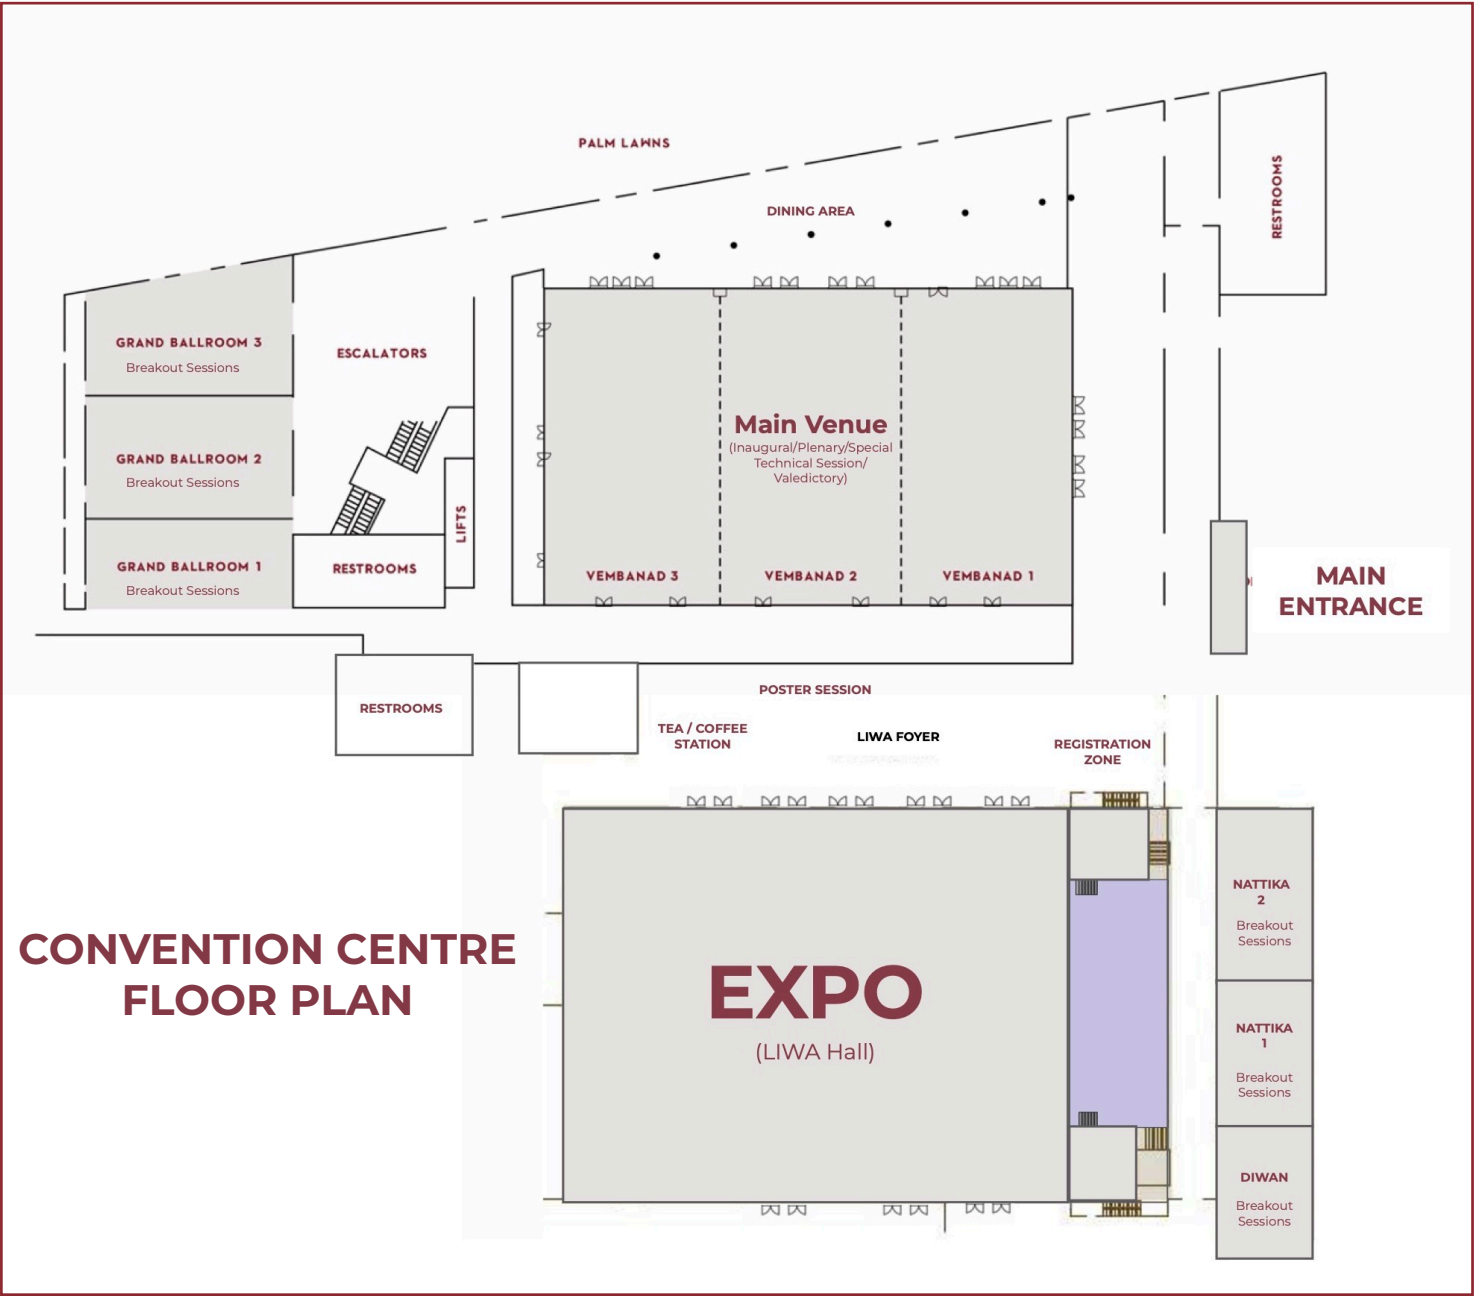 PALM LAWNS
DINING AREA
RESTROOMS
GRAND BALLROOM 3
Breakout Sessions
ESCALATORS
GRAND BALLROOM 2
Breakout Sessions
LIFTS
GRAND BALLROOM 1
Breakout Sessions
RESTROOMS
Main Venue
(Inaugural/Plenary/Special
Technical Session/
Valedictory)
VEMBANAD 3
VEMBANAD 2
VEMBANAD 1
MAIN
ENTRANCE
RESTROOMS
POSTER SESSION
TEA / COFFEE
STATION
LIWA FOYER
REGISTRATION
ZONE
CONVENTION CENTRE
FLOOR PLAN
EXPO
(LIWA Hall)
NATTIKA
2
Breakout
Sessions
NATTIKA
1
Breakout
Sessions
DIWAN
Breakout
Sessions